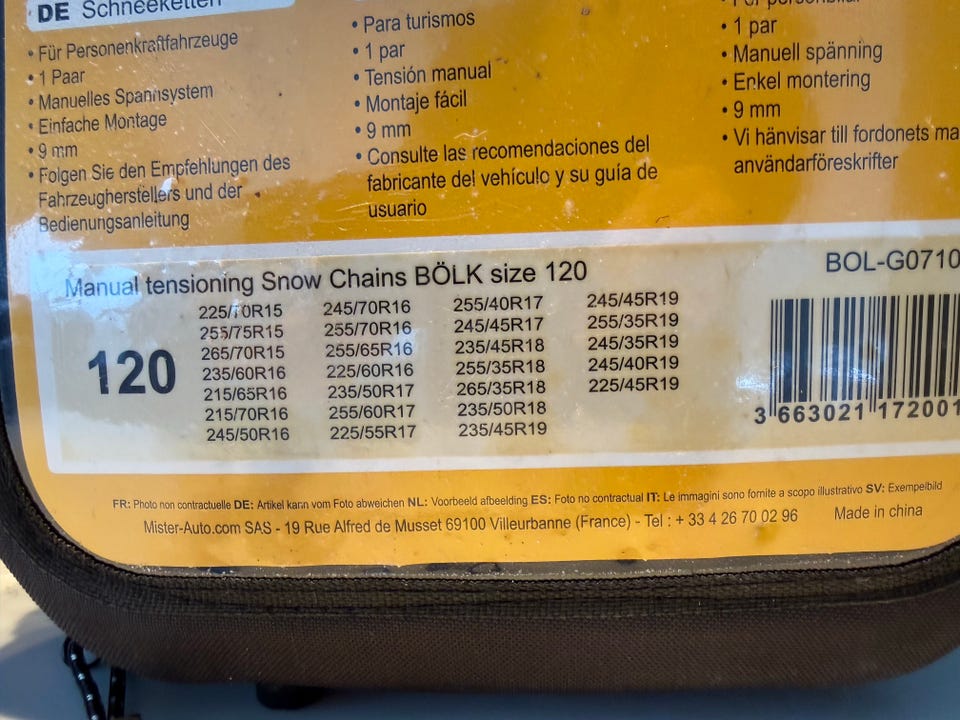 DE Schneeketten
• Für Personenkraftfahrzeuge
• 1 Paar
• Manuelles Spannsystem
• Einfache Montage
• 9 mm
• Folgen Sie den Empfehlungen des
Fahrzeugherstellers und der
Bedienungsanleitung
• Para turismos
• 1 par
• Tensión manual
• Montaje fácil
• 9 mm
• Consulte las recomendaciones del
fabricante del vehículo y su guía de
usuario
• För personbilar
• 1 par
• Manuell spänning
• Enkel montering
• 9 mm
• Vi hänvisar till fordonets ma
användarföreskrifter
Manual tensioning Snow Chains BÖLK size 120
BOL-G0710
120
225/70R15
255/75R15
265/70R15
235/60R16
215/65R16
215/70R16
245/50R16
245/70R16
255/70R16
255/65R16
225/60R16
235/50R17
255/60R17
225/55R17
255/40R17
245/45R17
235/45R18
255/35R18
265/35R18
235/50R18
235/45R19
245/45R19
255/35R19
245/35R19
245/40R19
225/45R19
3 663021 172001
FR: Photo non contractuelle DE: Artikel kann vom Foto abweichen NL: Voorbeeld afbeelding ES: Foto no contractual IT: Le immagini sono fornite a scopo illustrativo SV: Exempelbild
Mister-Auto.com SAS - 19 Rue Alfred de Musset 69100 Villeurbanne (France) - Tel : + 33 4 26 70 02 96 Made in china